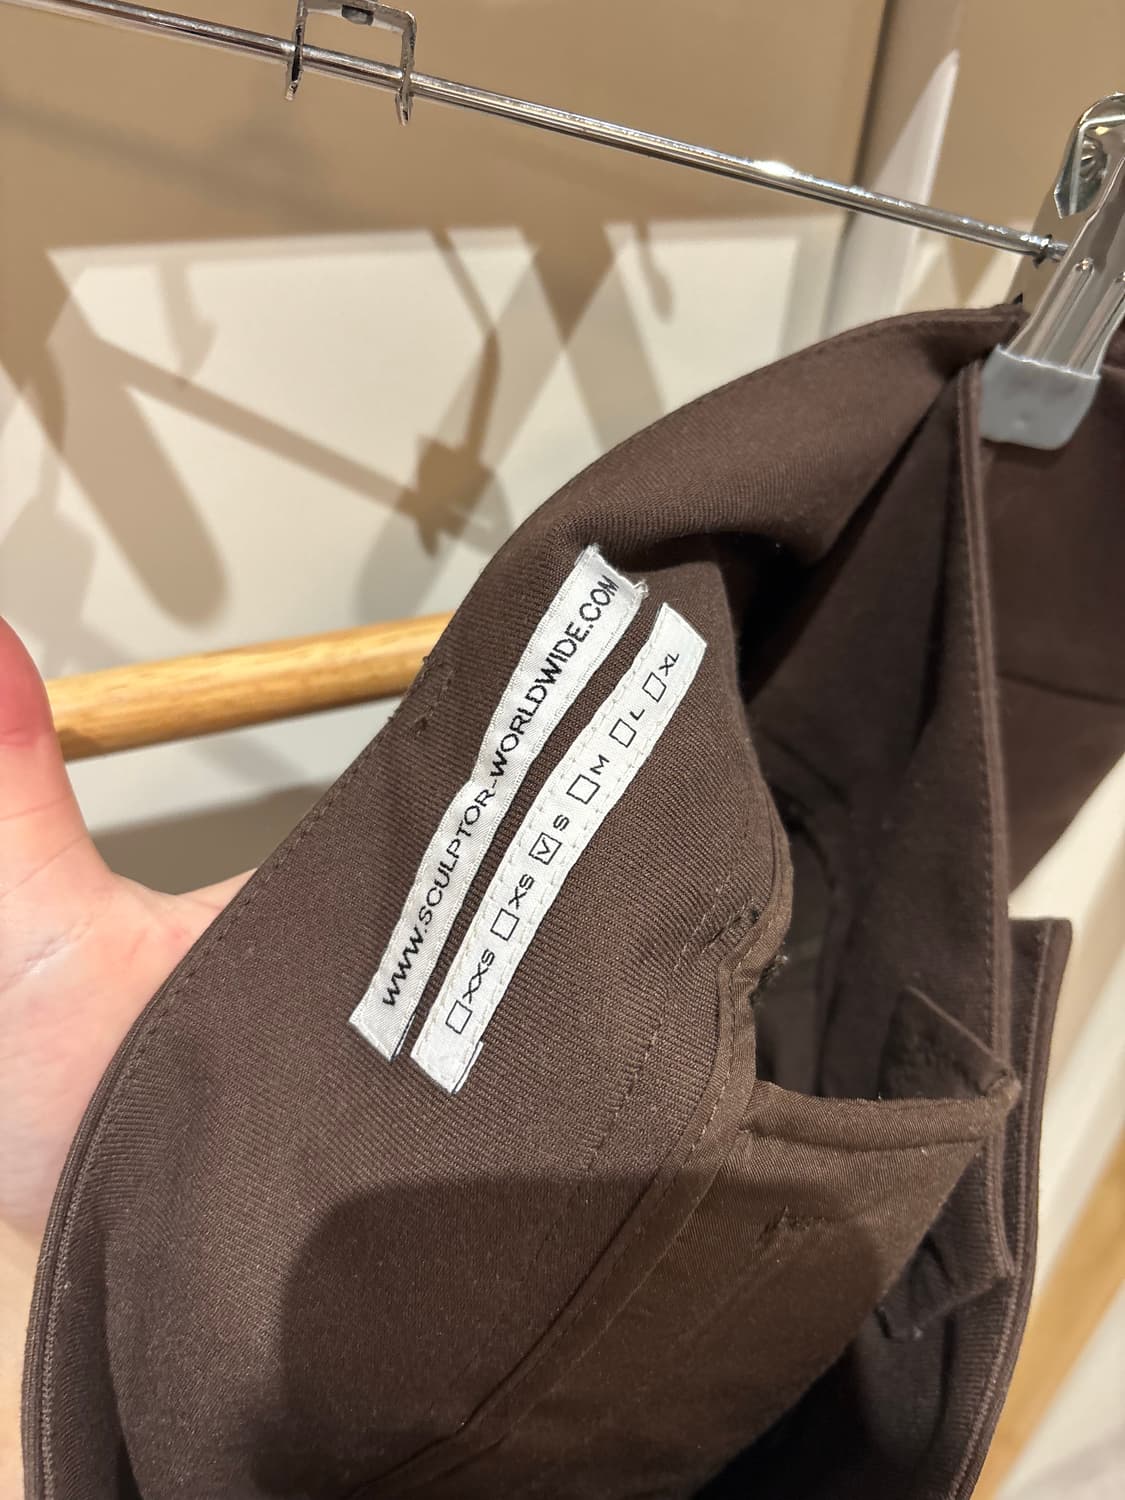 WWW.SCULPTOR-WORLDWIDE.COM
☐XXS ☐XS ☑S ☐M ☐L ☐XL